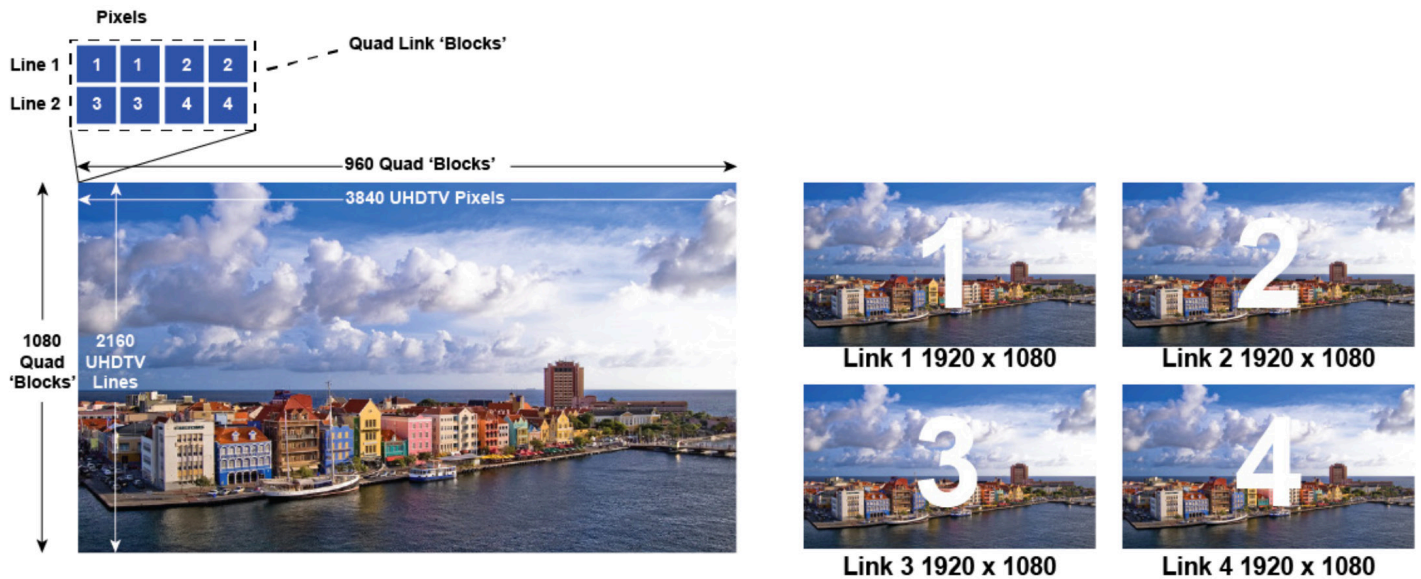 Pixels
Quad Link ‘Blocks’
Line 1 1 1 2 2
Line 2 3 3 4 4
960 Quad ‘Blocks’
3840 UHDTV Pixels
1080
Quad
‘Blocks’
2160
UHDTV
Lines
1
Link 1 1920 x 1080
2
Link 2 1920 x 1080
3
Link 3 1920 x 1080
4
Link 4 1920 x 1080